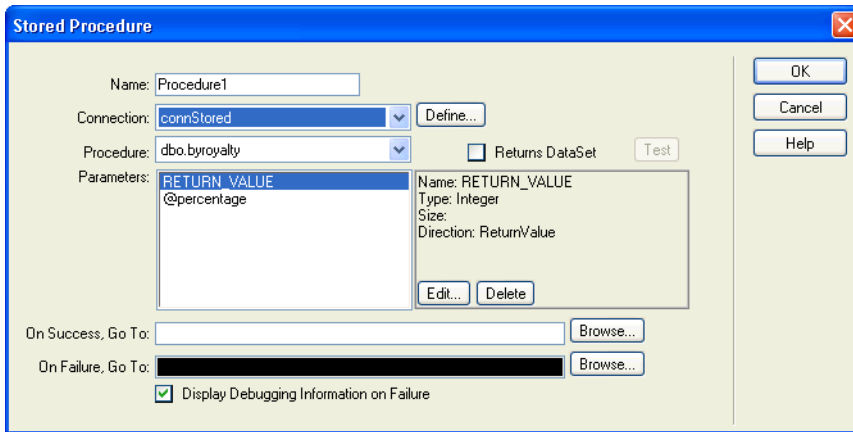 Stored Procedure
Name: Procedure1
OK
Connection: connStored Define...
Cancel
Procedure: dbo.byroyalty Returns DataSet Test
Help
Parameters: RETURN_VALUE
@percentage
Name: RETURN_VALUE
Type: Integer
Size:
Direction: ReturnValue
Edit... Delete
On Success, Go To: Browse...
On Failure, Go To: Browse...
Display Debugging Information on Failure